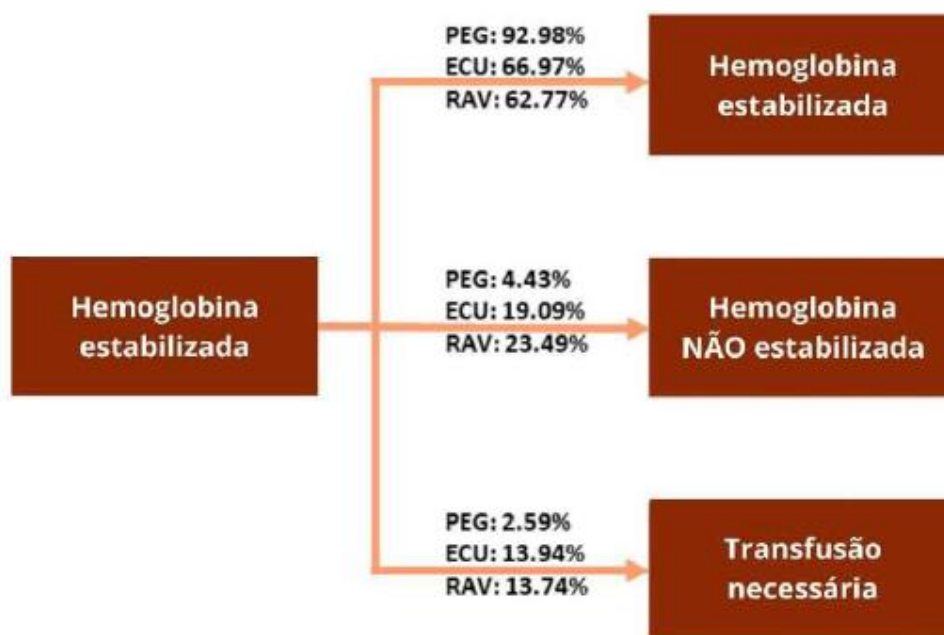 PEG: 92.98%
ECU: 66.97%
RAV: 62.77%
Hemoglobina
estabilizada
Hemoglobina
estabilizada
PEG: 4.43%
ECU: 19.09%
RAV: 23.49%
Hemoglobina
NÃO estabilizada
PEG: 2.59%
ECU: 13.94%
RAV: 13.74%
Transfusão
necessária